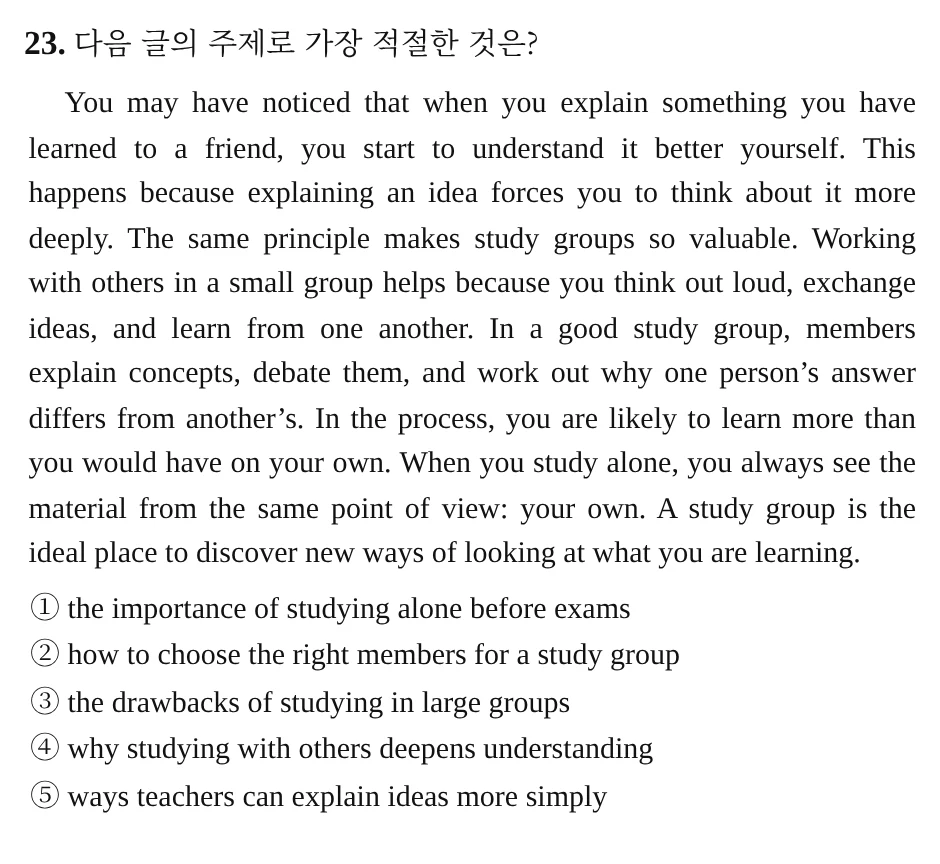 23. 다음 글의 주제로 가장 적절한 것은?
You may have noticed that when you explain something you have
learned to a friend, you start to understand it better yourself. This
happens because explaining an idea forces you to think about it more
deeply. The same principle makes study groups so valuable. Working
with others in a small group helps because you think out loud, exchange
ideas, and learn from one another. In a good study group, members
explain concepts, debate them, and work out why one person’s answer
differs from another’s. In the process, you are likely to learn more than
you would have on your own. When you study alone, you always see the
material from the same point of view: your own. A study group is the
ideal place to discover new ways of looking at what you are learning.
① the importance of studying alone before exams
② how to choose the right members for a study group
③ the drawbacks of studying in large groups
④ why studying with others deepens understanding
⑤ ways teachers can explain ideas more simply